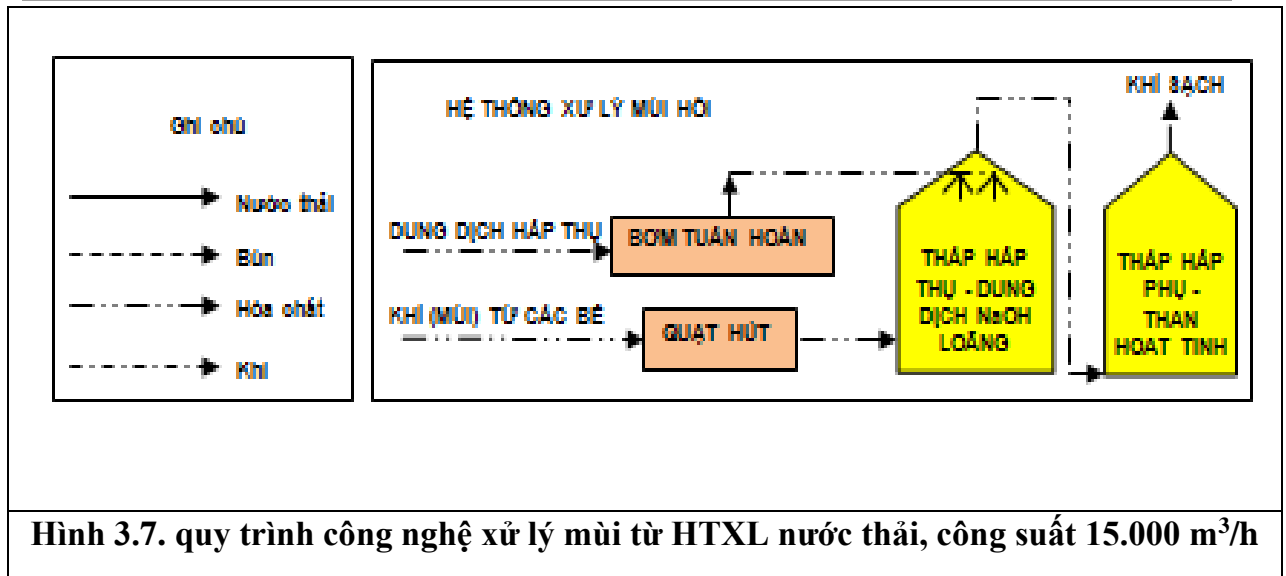 Ghi chú
Nước thải
Bùn
Hóa chất
Khí
HỆ THỐNG XỬ LÝ MÙI HÔI
KHÍ SẠCH
DUNG DỊCH HẤP THỤ
BƠM TUẦN HOÀN
KHÍ (MÙI) TỪ CÁC BỂ
QUẠT HÚT
THÁP HẤP
THỤ - DUNG
DỊCH NaOH
LOÃNG
THÁP HẤP
PHỤ -
THAN
HOẠT TÍNH
Hình 3.7. quy trình công nghệ xử lý mùi từ HTXL nước thải, công suất 15.000 m³/h